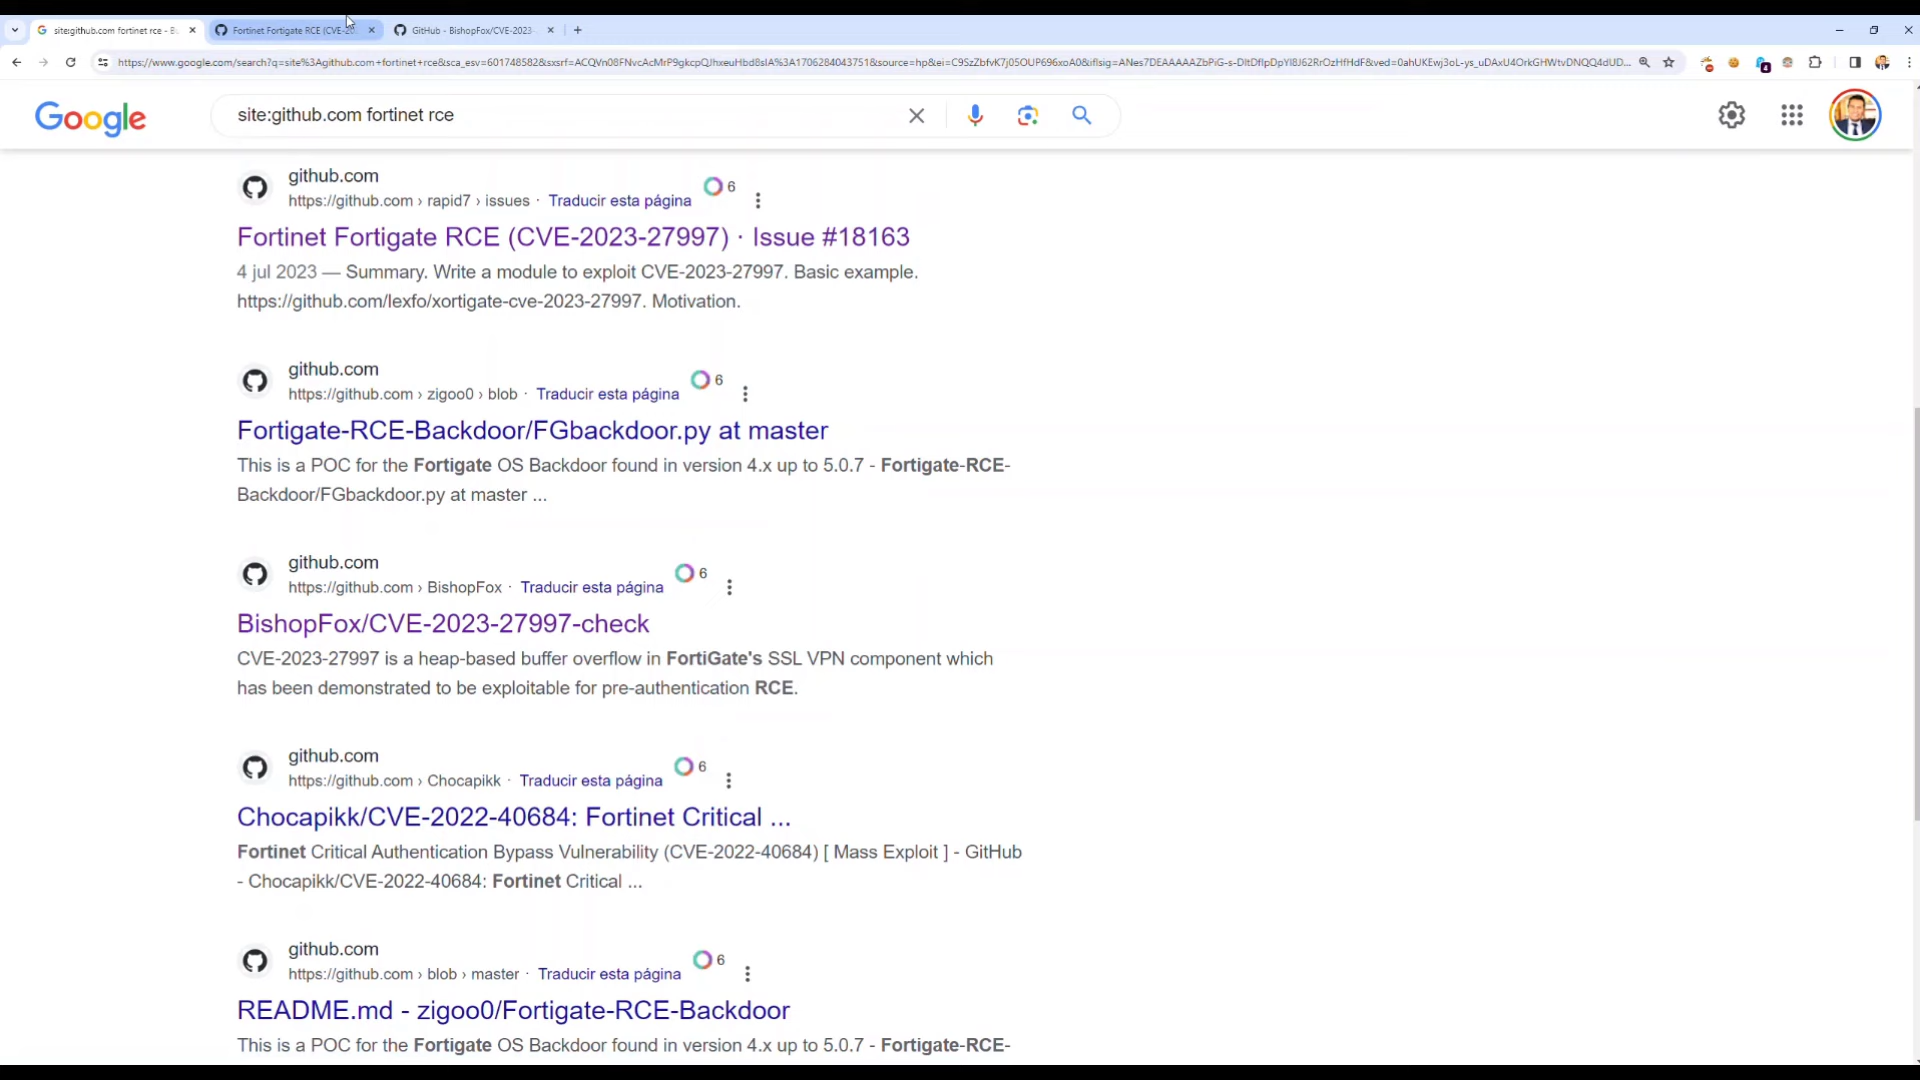 site:github.com fortinet rce - B
Fortinet Fortigate RCE (CVE-20
GitHub - BishopFox/CVE-2023-
Google
site:github.com fortinet rce
github.com
https://github.com › rapid7 › issues · Traducir esta página
6
Fortinet Fortigate RCE (CVE-2023-27997) · Issue #18163
4 jul 2023 — Summary. Write a module to exploit CVE-2023-27997. Basic example.
https://github.com/lexfo/xortigate-cve-2023-27997. Motivation.
github.com
https://github.com › zigoo0 › blob · Traducir esta página
6
Fortigate-RCE-Backdoor/FGbackdoor.py at master
This is a POC for the Fortigate OS Backdoor found in version 4.x up to 5.0.7 - Fortigate-RCE-
Backdoor/FGbackdoor.py at master ...
github.com
https://github.com › BishopFox · Traducir esta página
6
BishopFox/CVE-2023-27997-check
CVE-2023-27997 is a heap-based buffer overflow in FortiGate's SSL VPN component which
has been demonstrated to be exploitable for pre-authentication RCE.
github.com
https://github.com › Chocapikk · Traducir esta página
6
Chocapikk/CVE-2022-40684: Fortinet Critical ...
Fortinet Critical Authentication Bypass Vulnerability (CVE-2022-40684) [ Mass Exploit ] - GitHub
- Chocapikk/CVE-2022-40684: Fortinet Critical ...
github.com
https://github.com › blob › master · Traducir esta página
6
README.md - zigoo0/Fortigate-RCE-Backdoor
This is a POC for the Fortigate OS Backdoor found in version 4.x up to 5.0.7 - Fortigate-RCE-